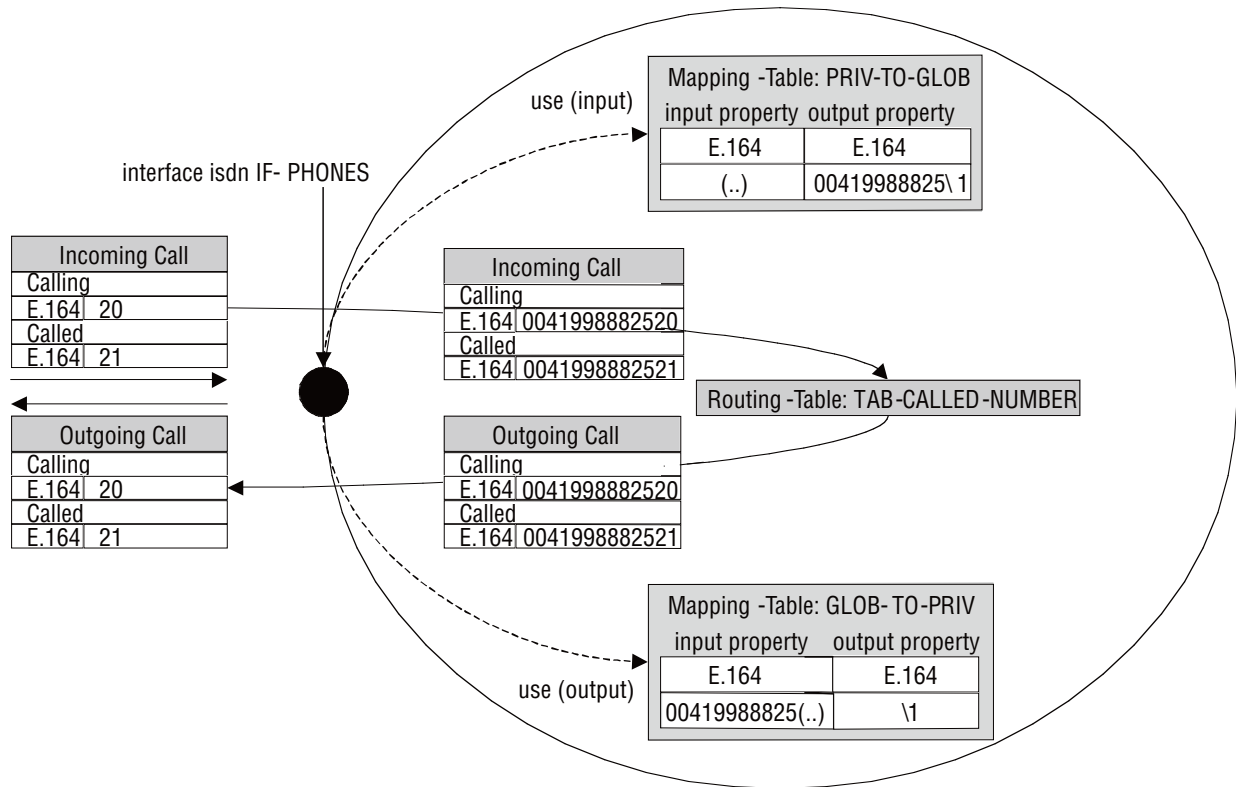 Mapping -Table: PRIV-TO-GLOB
input property output property
E.164 E.164
(..) 00419988825\ 1
use (input)
interface isdn IF- PHONES
Incoming Call
Calling
E.164 20
Called
E.164 21
Incoming Call
Calling
E.164 0041998882520
Called
E.164 0041998882521
Routing -Table: TAB-CALLED-NUMBER
Outgoing Call
Calling
E.164 20
Called
E.164 21
Outgoing Call
Calling
E.164 0041998882520
Called
E.164 0041998882521
Mapping -Table: GLOB- TO-PRIV
input property output property
E.164 E.164
00419988825(..) \1
use (output)